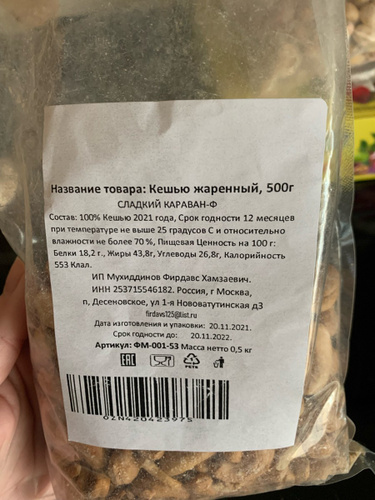 Название товара: Кешью жаренный, 500г
СЛАДКИЙ КАРАВАН-Ф
Состав: 100% Кешью 2021 года, Срок годности 12 месяцев
при температуре не выше 25 градусов С и относительно
влажности не более 70 %, Пищевая Ценность на 100 г:
Белки 18,2 г., Жиры 43,8г, Углеводы 26,8г, Калорийность
553 Клал.
ИП Мухиддинов Фирдавс Хамзаевич.
ИНН 253715546182. Россия, г Москва,
п, Десеновское, ул 1-я Нововатутинская д3
firdavs125@list.ru
Дата изготовления и упаковки: 20.11.2021.
Срок годности до: 20.11.2022.
Артикул: ФМ-001-53 Масса нетто 0,5 кг
EAC
PETE
OZN420423975